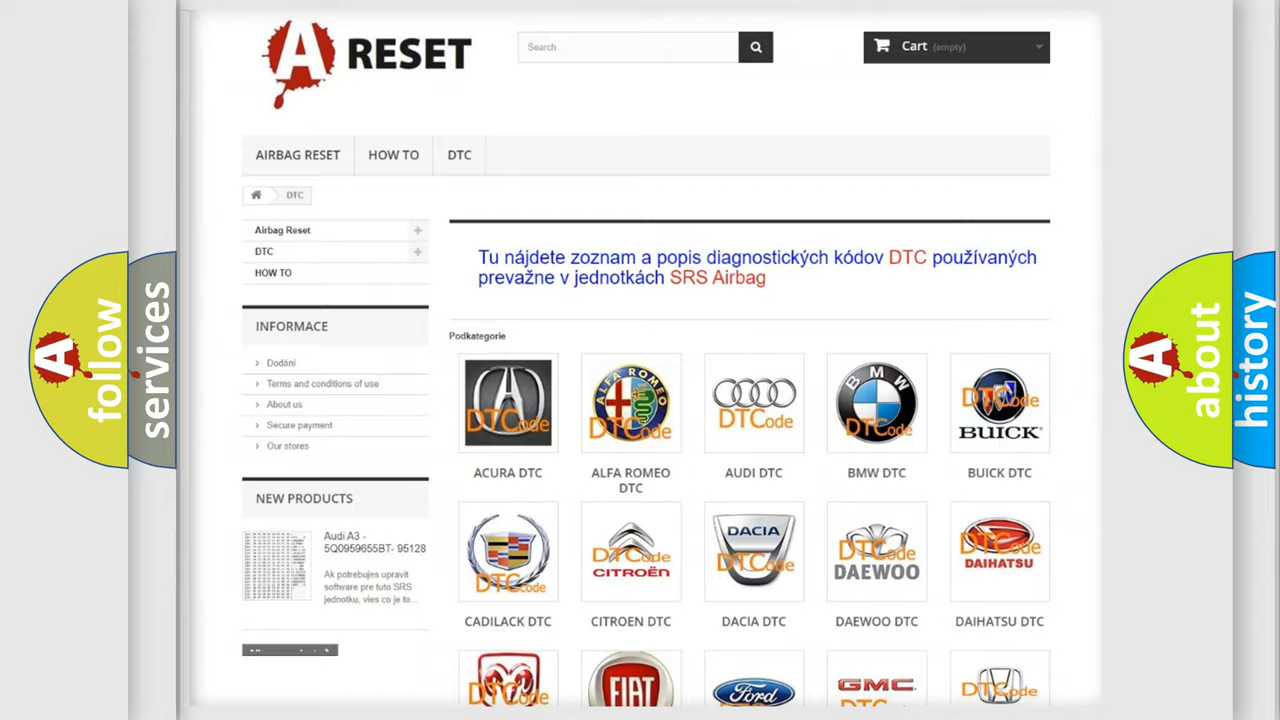 A RESET
Search
Cart (empty)
AIRBAG RESET
HOW TO
DTC
DTC
Airbag Reset
DTC
HOW TO
Tu nájdete zoznam a popis diagnostických kódov DTC používaných
prevažne v jednotkách SRS Airbag
INFORMACE
Dodání
Terms and conditions of use
About us
Secure payment
Our stores
NEW PRODUCTS
Audi A3 -
5Q0959655BT- 95128
Ak potrebujes upravit
software pre tuto SRS
jednotku, vies co je to...
Podkategorie
DTCode
ALFA ROMEO
DTCode
DTCode
BMW
DTCode
DTCode
BUICK
ACURA DTC
ALFA ROMEO
DTC
AUDI DTC
BMW DTC
BUICK DTC
DTCode
DTCode
CITROËN
DACIA
DTCode
DTCode
DAEWOO
DTCode
DAIHATSU
CADILACK DTC
CITROEN DTC
DACIA DTC
DAEWOO DTC
DAIHATSU DTC
DTCode
FIAT
Ford
GMC
DTCode
A follow
services
A about
history